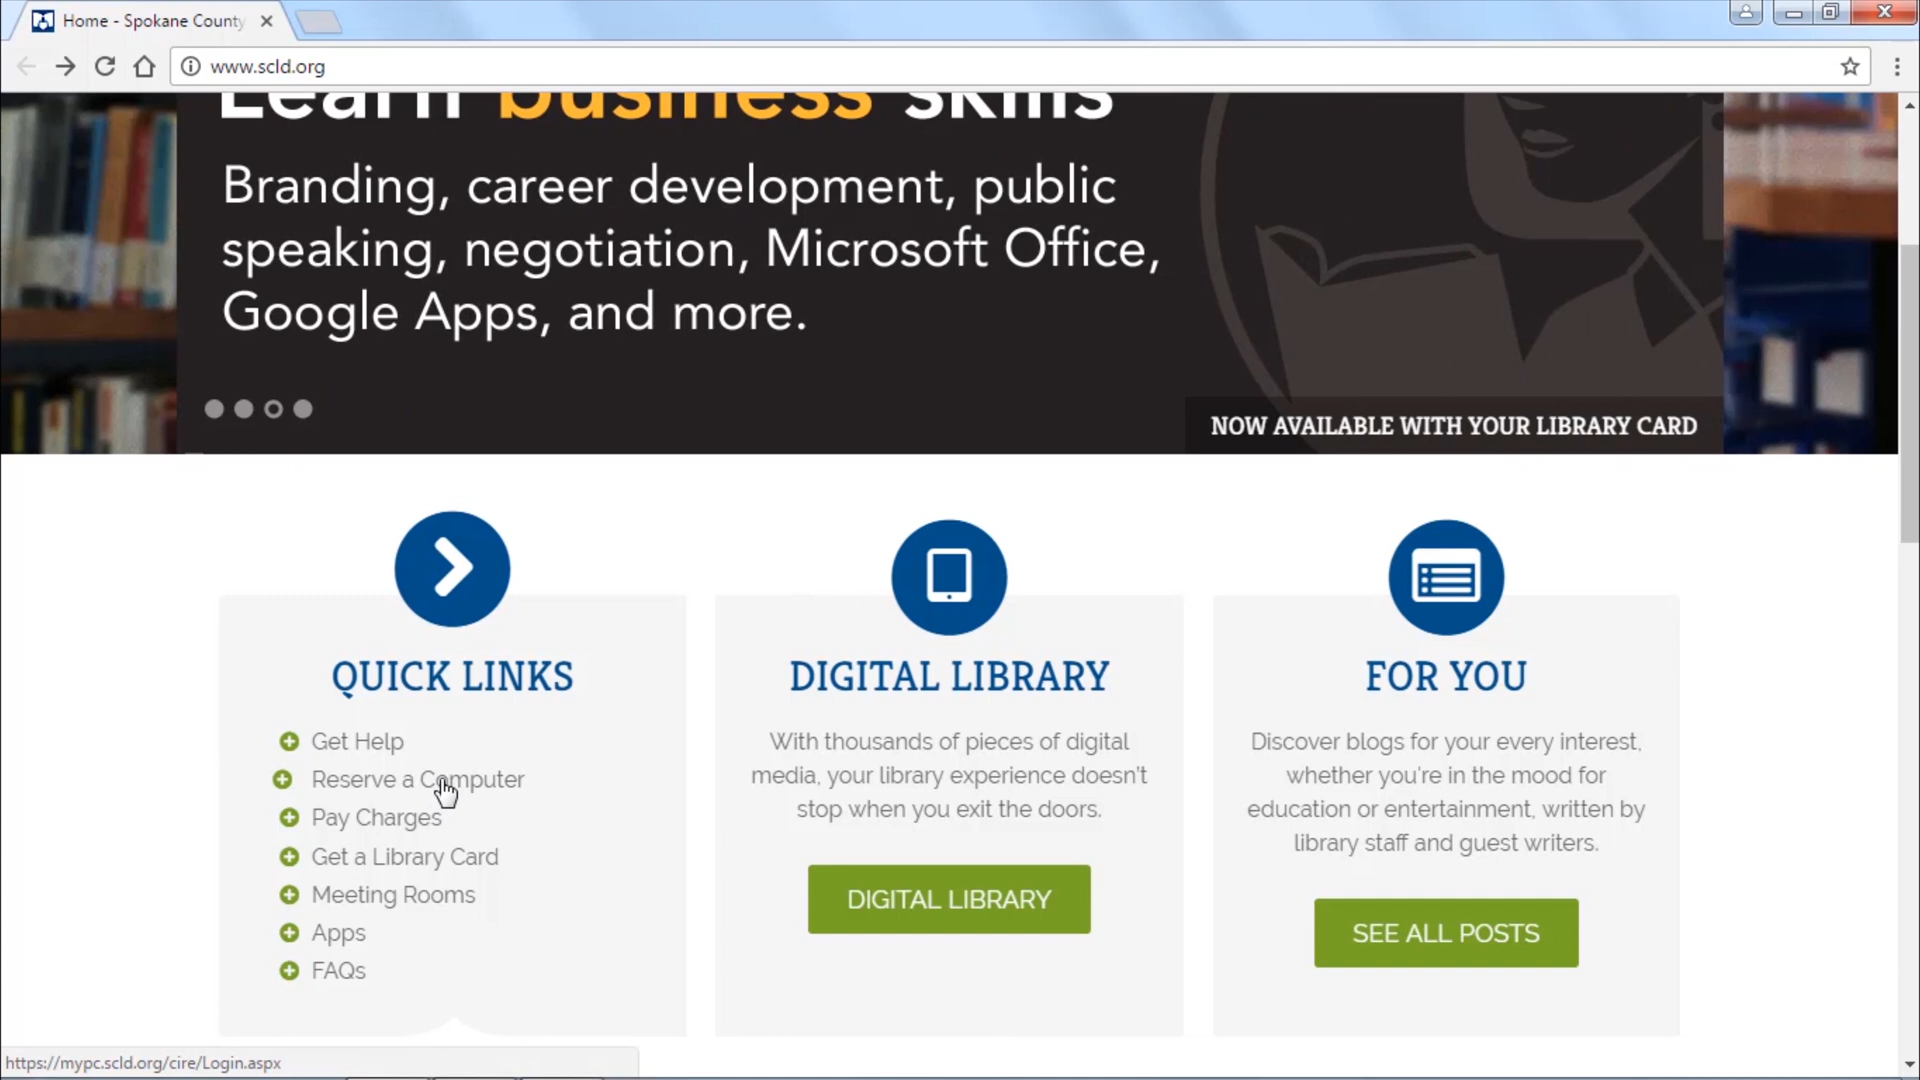 Home - Spokane County
www.scld.org
Learn business skills
Branding, career development, public
speaking, negotiation, Microsoft Office,
Google Apps, and more.
NOW AVAILABLE WITH YOUR LIBRARY CARD
QUICK LINKS
Get Help
Reserve a Computer
Pay Charges
Get a Library Card
Meeting Rooms
Apps
FAQs
DIGITAL LIBRARY
With thousands of pieces of digital
media, your library experience doesn't
stop when you exit the doors.
DIGITAL LIBRARY
FOR YOU
Discover blogs for your every interest,
whether you're in the mood for
education or entertainment, written by
library staff and guest writers.
SEE ALL POSTS
https://mypc.scld.org/cire/Login.aspx